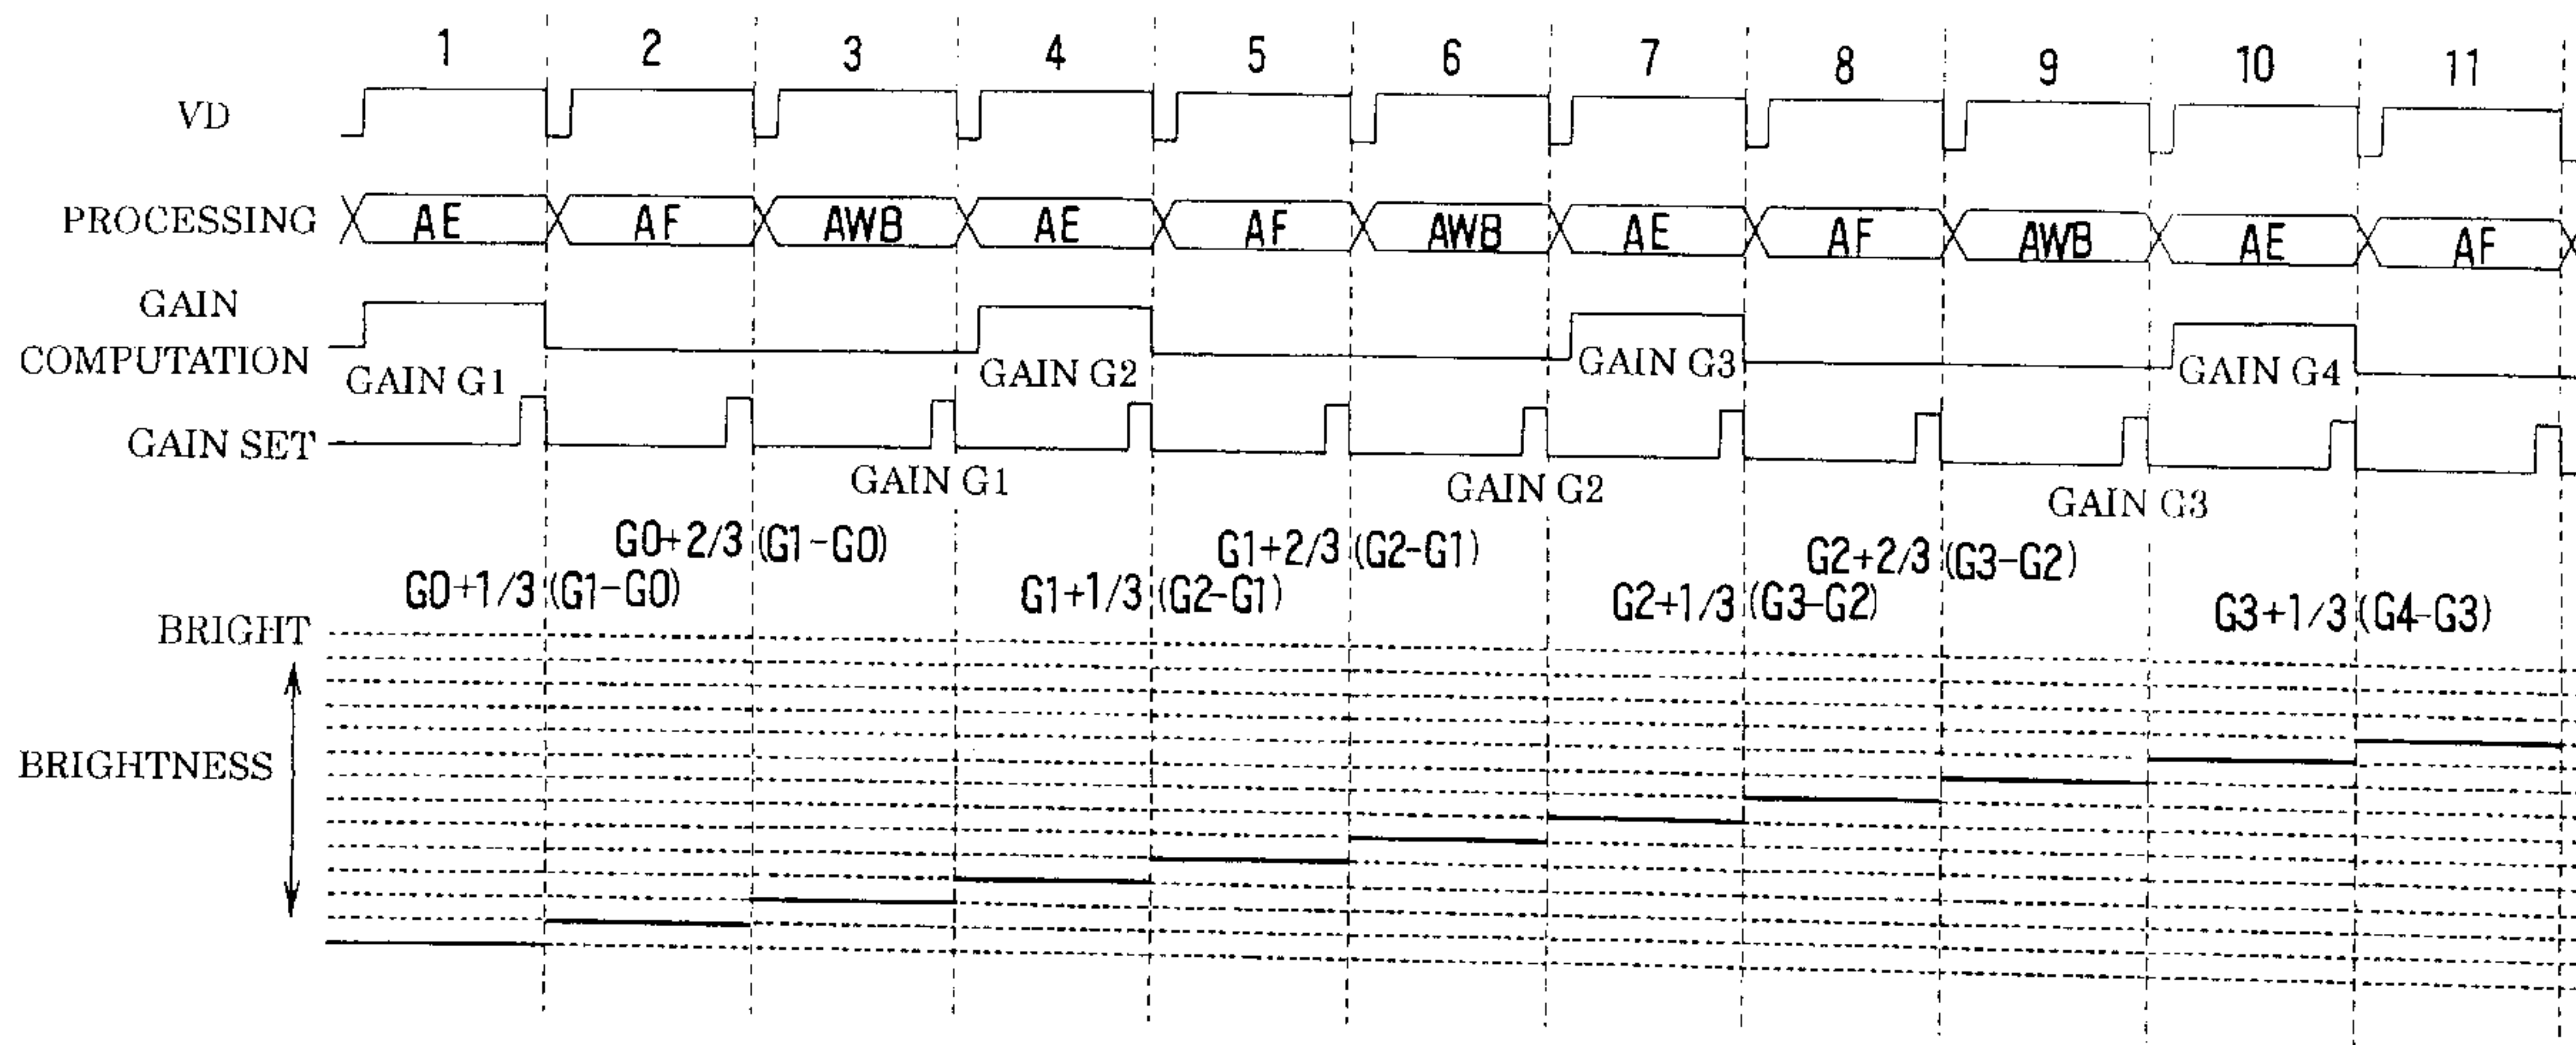 1 2 3 4 5 6 7 8 9 10 11
VD
PROCESSING AE AF AWB AE AF AWB AE AF AWB AE AF
GAIN
COMPUTATION
GAIN G1 GAIN G2 GAIN G3 GAIN G4
GAIN SET
GAIN G1 GAIN G2 GAIN G3
G0+2/3 (G1-G0) G1+2/3 (G2-G1) G2+2/3 (G3-G2)
G0+1/3 (G1-G0) G1+1/3 (G2-G1) G2+1/3 (G3-G2) G3+1/3 (G4-G3)
BRIGHT
BRIGHTNESS